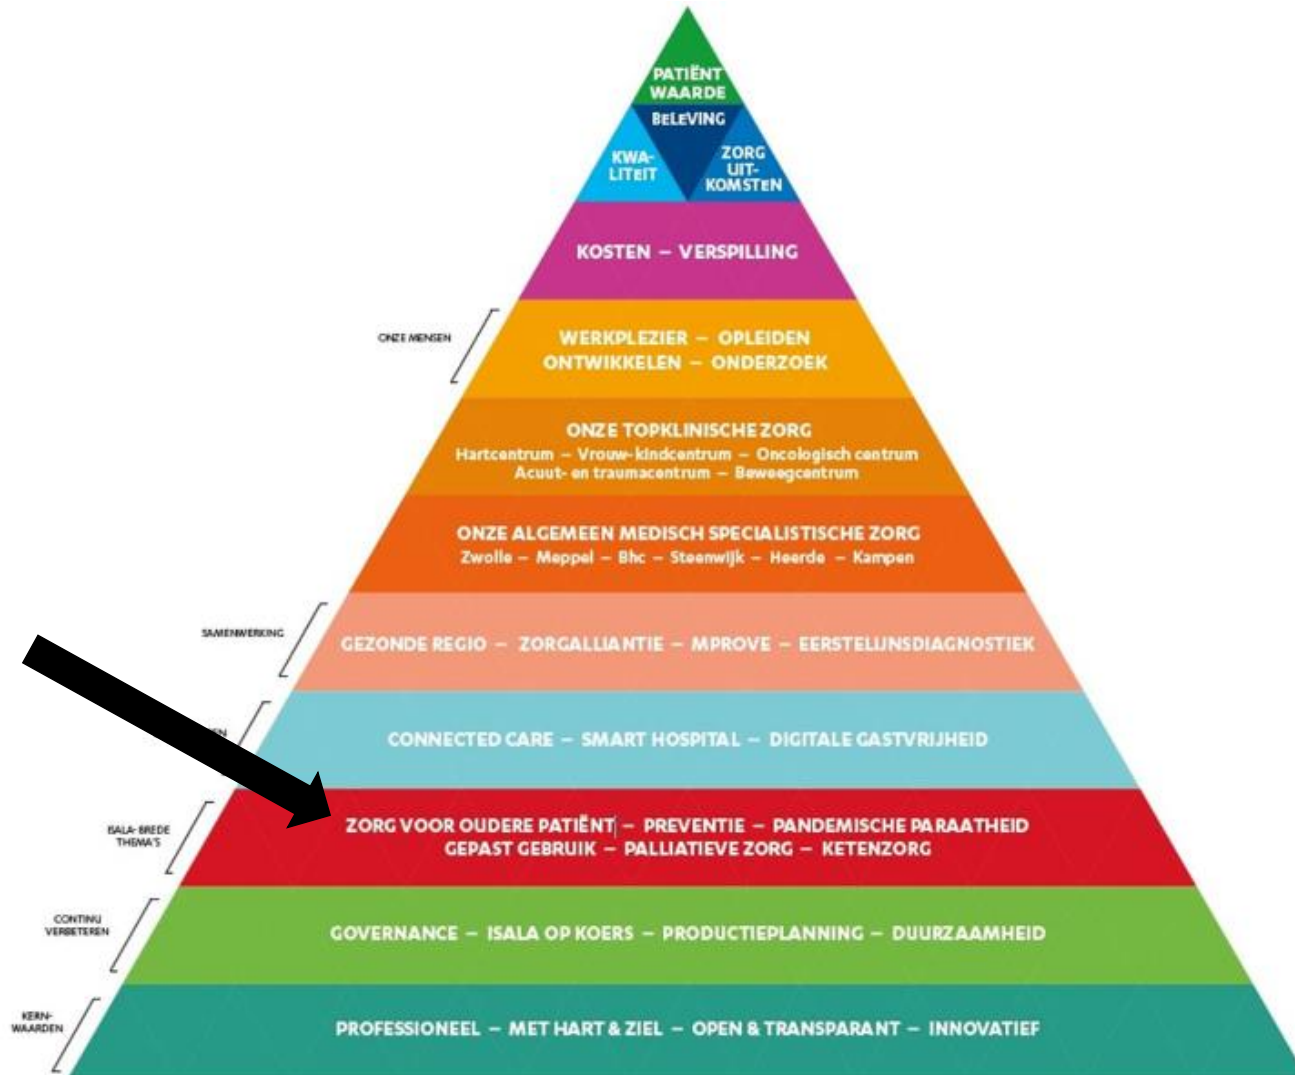 PATIËNT
WAARDE
BELEVING
KWA-
LITEIT
ZORG
UIT-
KOMSTEN
KOSTEN – VERSPILLING
ONZE MENSEN
WERKPLEZIER – OPLEIDEN
ONTWIKKELEN – ONDERZOEK
ONZE TOPKLINISCHE ZORG
Hartcentrum – Vrouw-kindcentrum – Oncologisch centrum
Acuut- en traumacentrum – Beweegcentrum
ONZE ALGEMEEN MEDISCH SPECIALISTISCHE ZORG
Zwolle – Meppel – Bhc – Steenwijk – Heerde – Kampen
SAMENWERKING
GEZONDE REGIO – ZORGALLIANTIE – MPROVE – EERSTELIJNSDIAGNOSTIEK
CONNECTED CARE – SMART HOSPITAL – DIGITALE GASTVRIJHEID
ISALA-BREDE
THEMA'S
ZORG VOOR OUDERE PATIËNT – PREVENTIE – PANDEMISCHE PARAATHEID
GEPAST GEBRUIK – PALLIATIEVE ZORG – KETENZORG
CONTINU
VERBETEREN
GOVERNANCE – ISALA OP KOERS – PRODUCTIEPLANNING – DUURZAAMHEID
KERN-
WAARDEN
PROFESSIONEEL – MET HART & ZIEL – OPEN & TRANSPARANT – INNOVATIEF